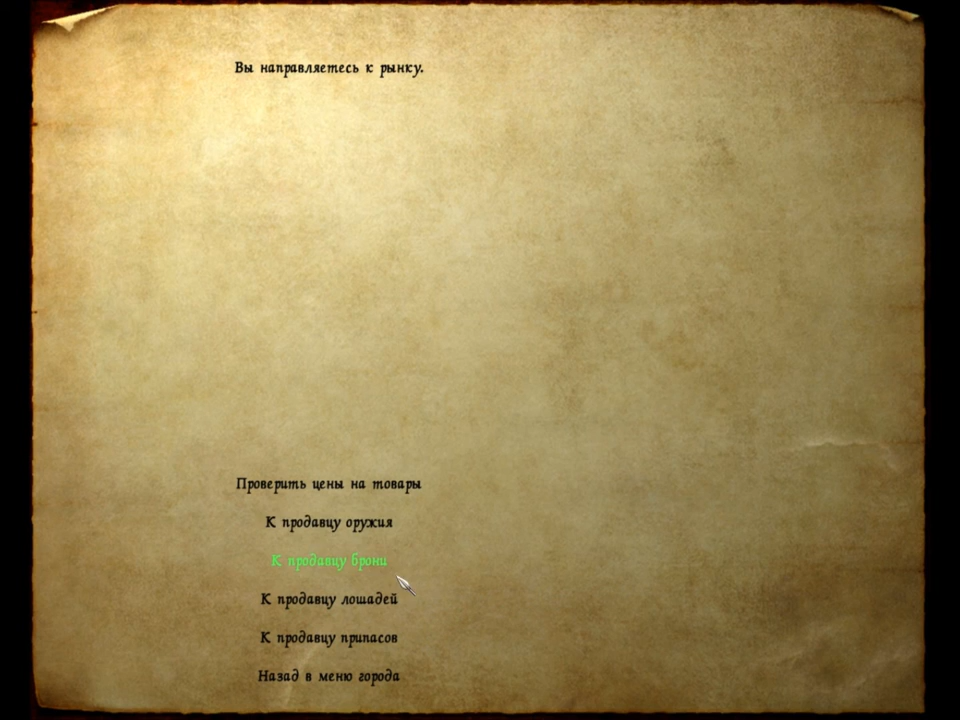 Вы направляетесь к рынку.
Проверить цены на товары
К продавцу оружия
К продавцу брони
К продавцу лошадей
К продавцу припасов
Назад в меню города